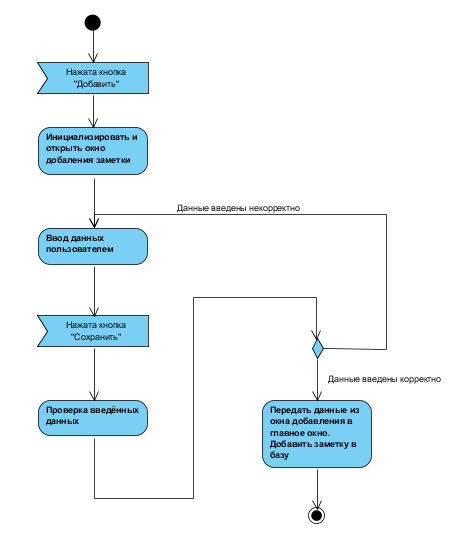 Нажата кнопка
"Добавить"
Инициализировать и
открыть окно
добаления заметки
Данные введены некорректно
Ввод данных
пользователем
Нажата кнопка
"Сохранить"
Данные введены корректно
Проверка введённых
данных
Передать данные из
окна добавления в
главное окно.
Добавить заметку в
базу